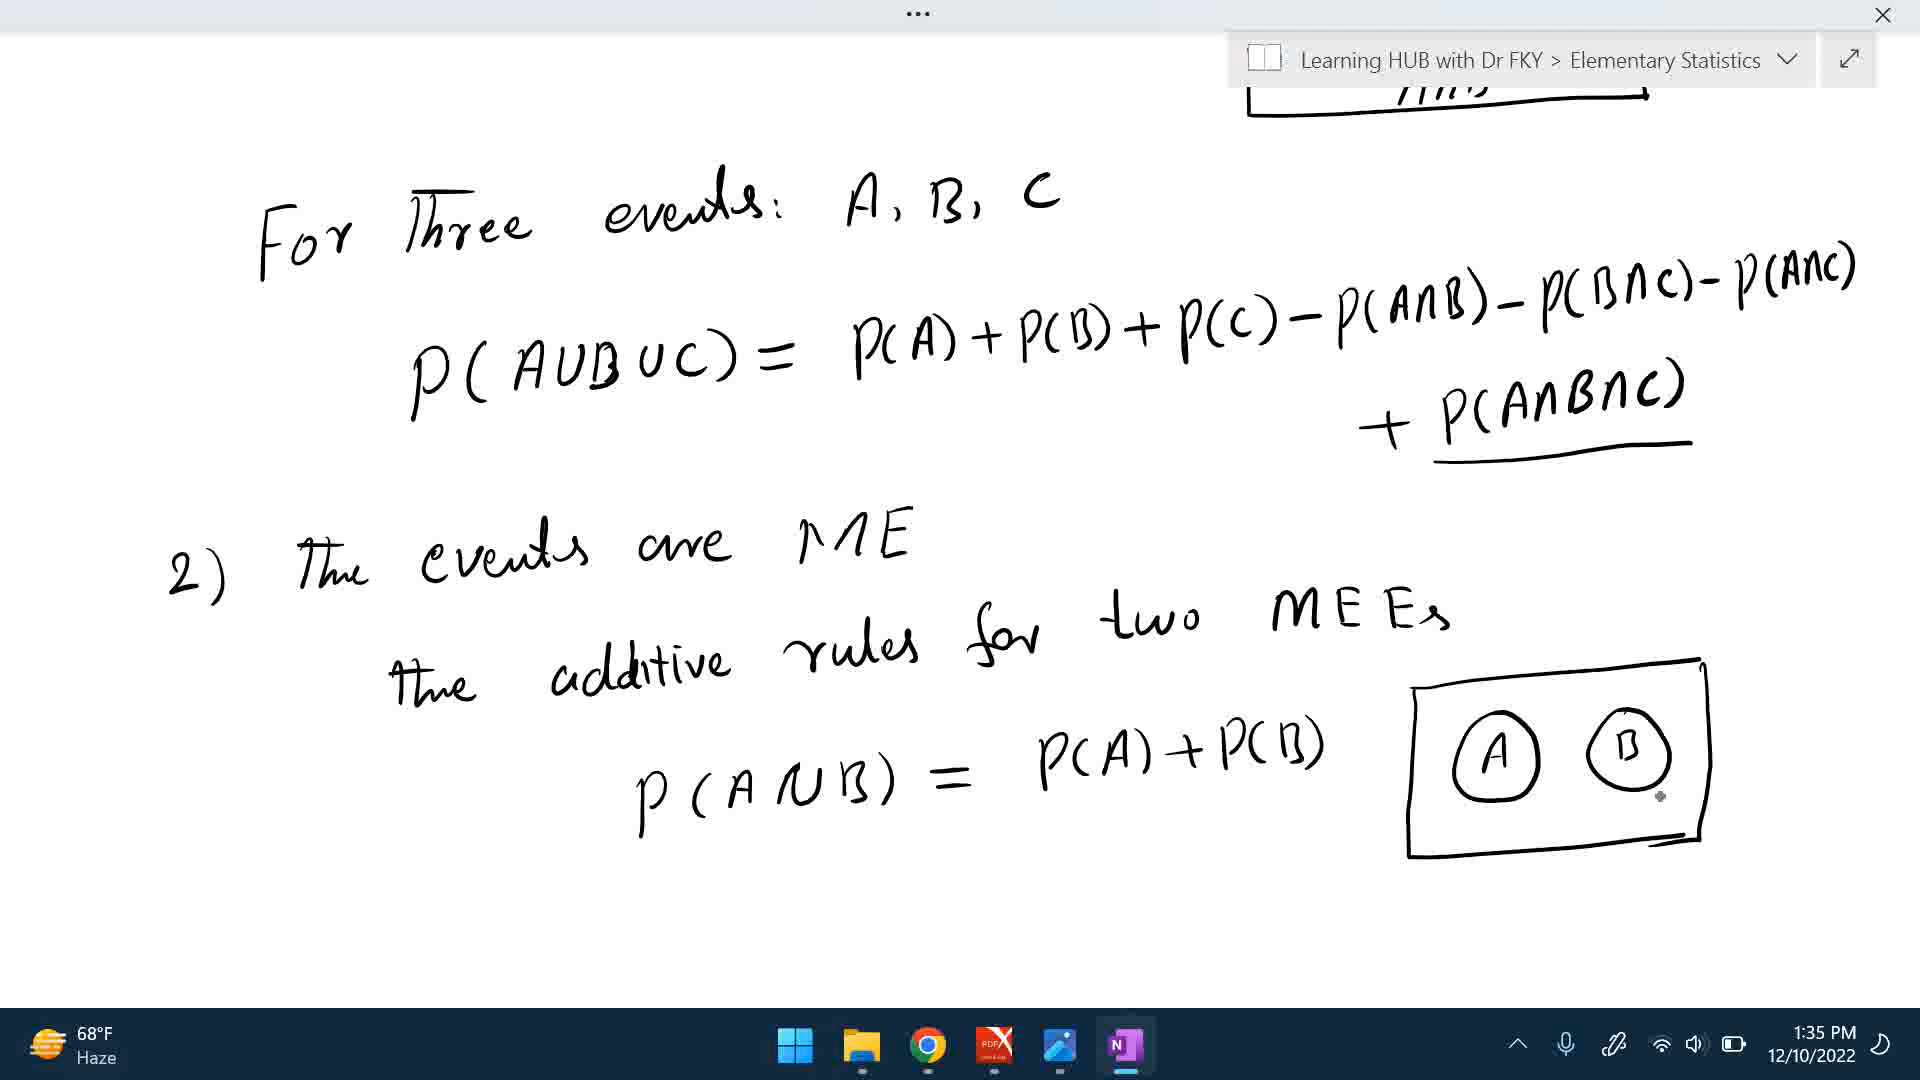 Learning HUB with Dr FKY > Elementary Statistics
For Three events: A, B, C
P(A∪B∪C) = P(A) + P(B) + P(C) - P(A∩B) - P(B∩C) - P(A∩C)
+ P(A∩B∩C)
2) The events are ME
The additive rules for two MEEs
P(A∪B) = P(A) + P(B)
A B
68°F
Haze
1:35 PM
12/10/2022